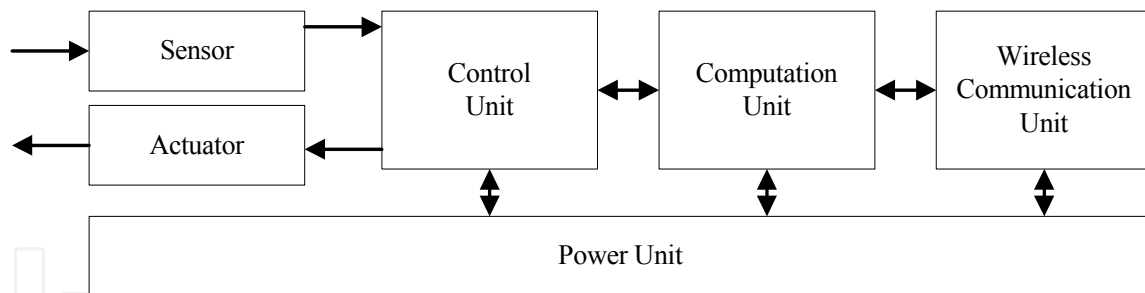 Sensor
Actuator
Control
Unit
Computation
Unit
Wireless
Communication
Unit
Power Unit